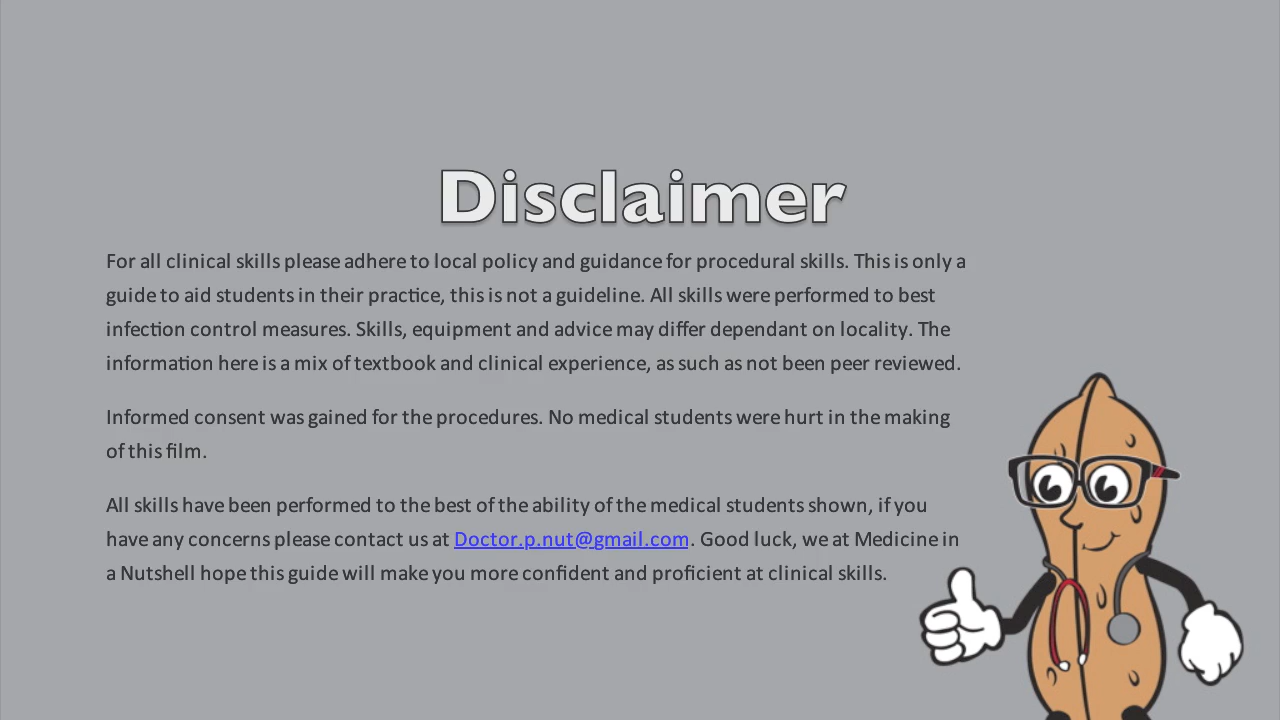 Disclaimer
For all clinical skills please adhere to local policy and guidance for procedural skills. This is only a
guide to aid students in their practice, this is not a guideline. All skills were performed to best
infection control measures. Skills, equipment and advice may differ dependant on locality. The
information here is a mix of textbook and clinical experience, as such as not been peer reviewed.
Informed consent was gained for the procedures. No medical students were hurt in the making
of this film.
All skills have been performed to the best of the ability of the medical students shown, if you
have any concerns please contact us at Doctor.p.nut@gmail.com. Good luck, we at Medicine in
a Nutshell hope this guide will make you more confident and proficient at clinical skills.